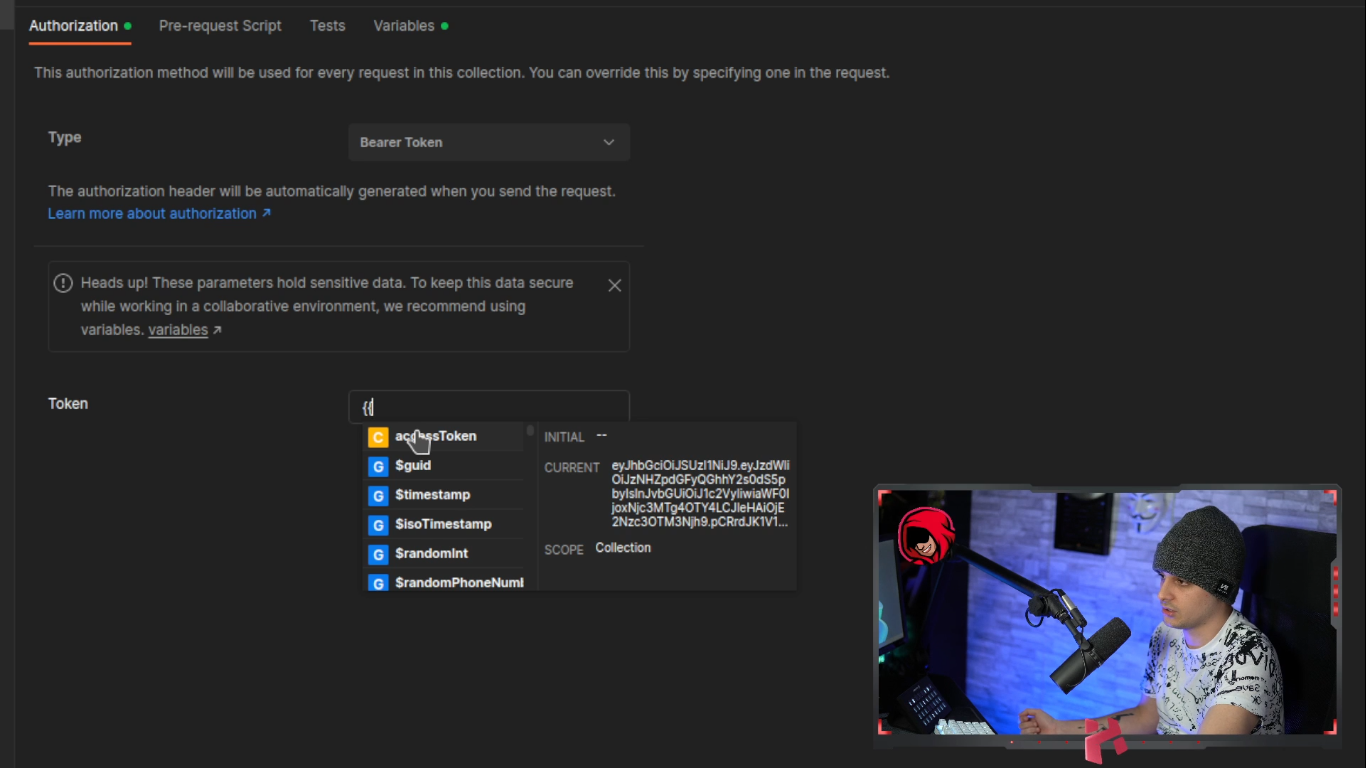 Authorization
Pre-request Script
Tests
Variables
This authorization method will be used for every request in this collection. You can override this by specifying one in the request.
Type
Bearer Token
The authorization header will be automatically generated when you send the request.
Learn more about authorization ↗
Heads up! These parameters hold sensitive data. To keep this data secure
while working in a collaborative environment, we recommend using
variables. variables ↗
Token
{{
C
G $guid
G $timestamp
G $isoTimestamp
G $randomInt
G $randomPhoneNuml
INITIAL --
CURRENT
SCOPE Collection